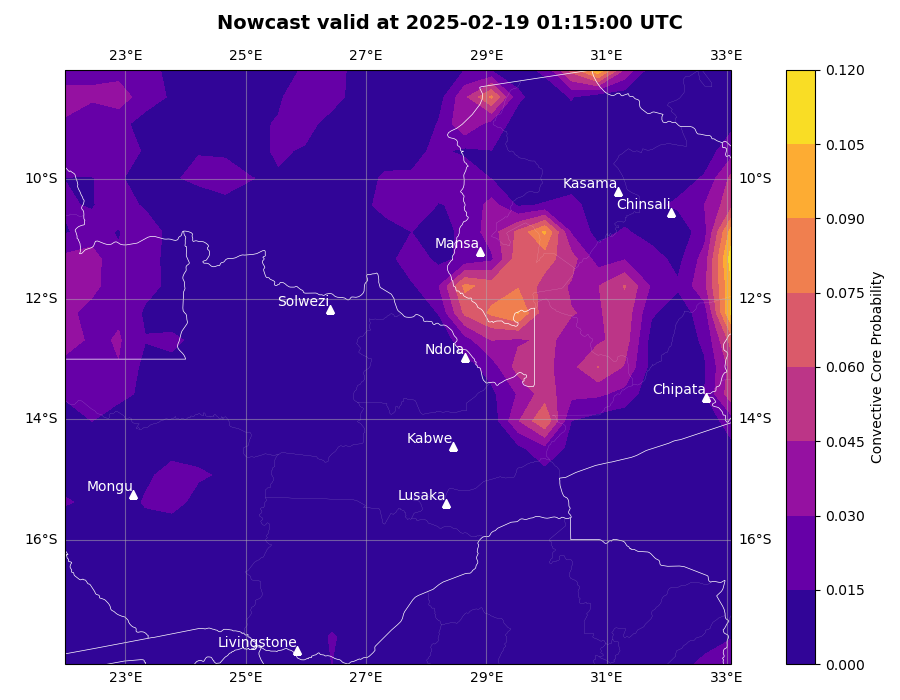 Nowcast valid at 2025-02-19 01:15:00 UTC
23°E 25°E 27°E 29°E 31°E 33°E
0.120
0.105
10°S Kasama 10°S
Chinsali
0.090
Mansa
0.075
12°S Solwezi 12°S
0.060
Ndola
Chipata
14°S 14°S
0.045
Kabwe
Mongu Lusaka
0.030
16°S 16°S
0.015
Livingstone
0.000
23°E 25°E 27°E 29°E 31°E 33°E
Convective Core Probability